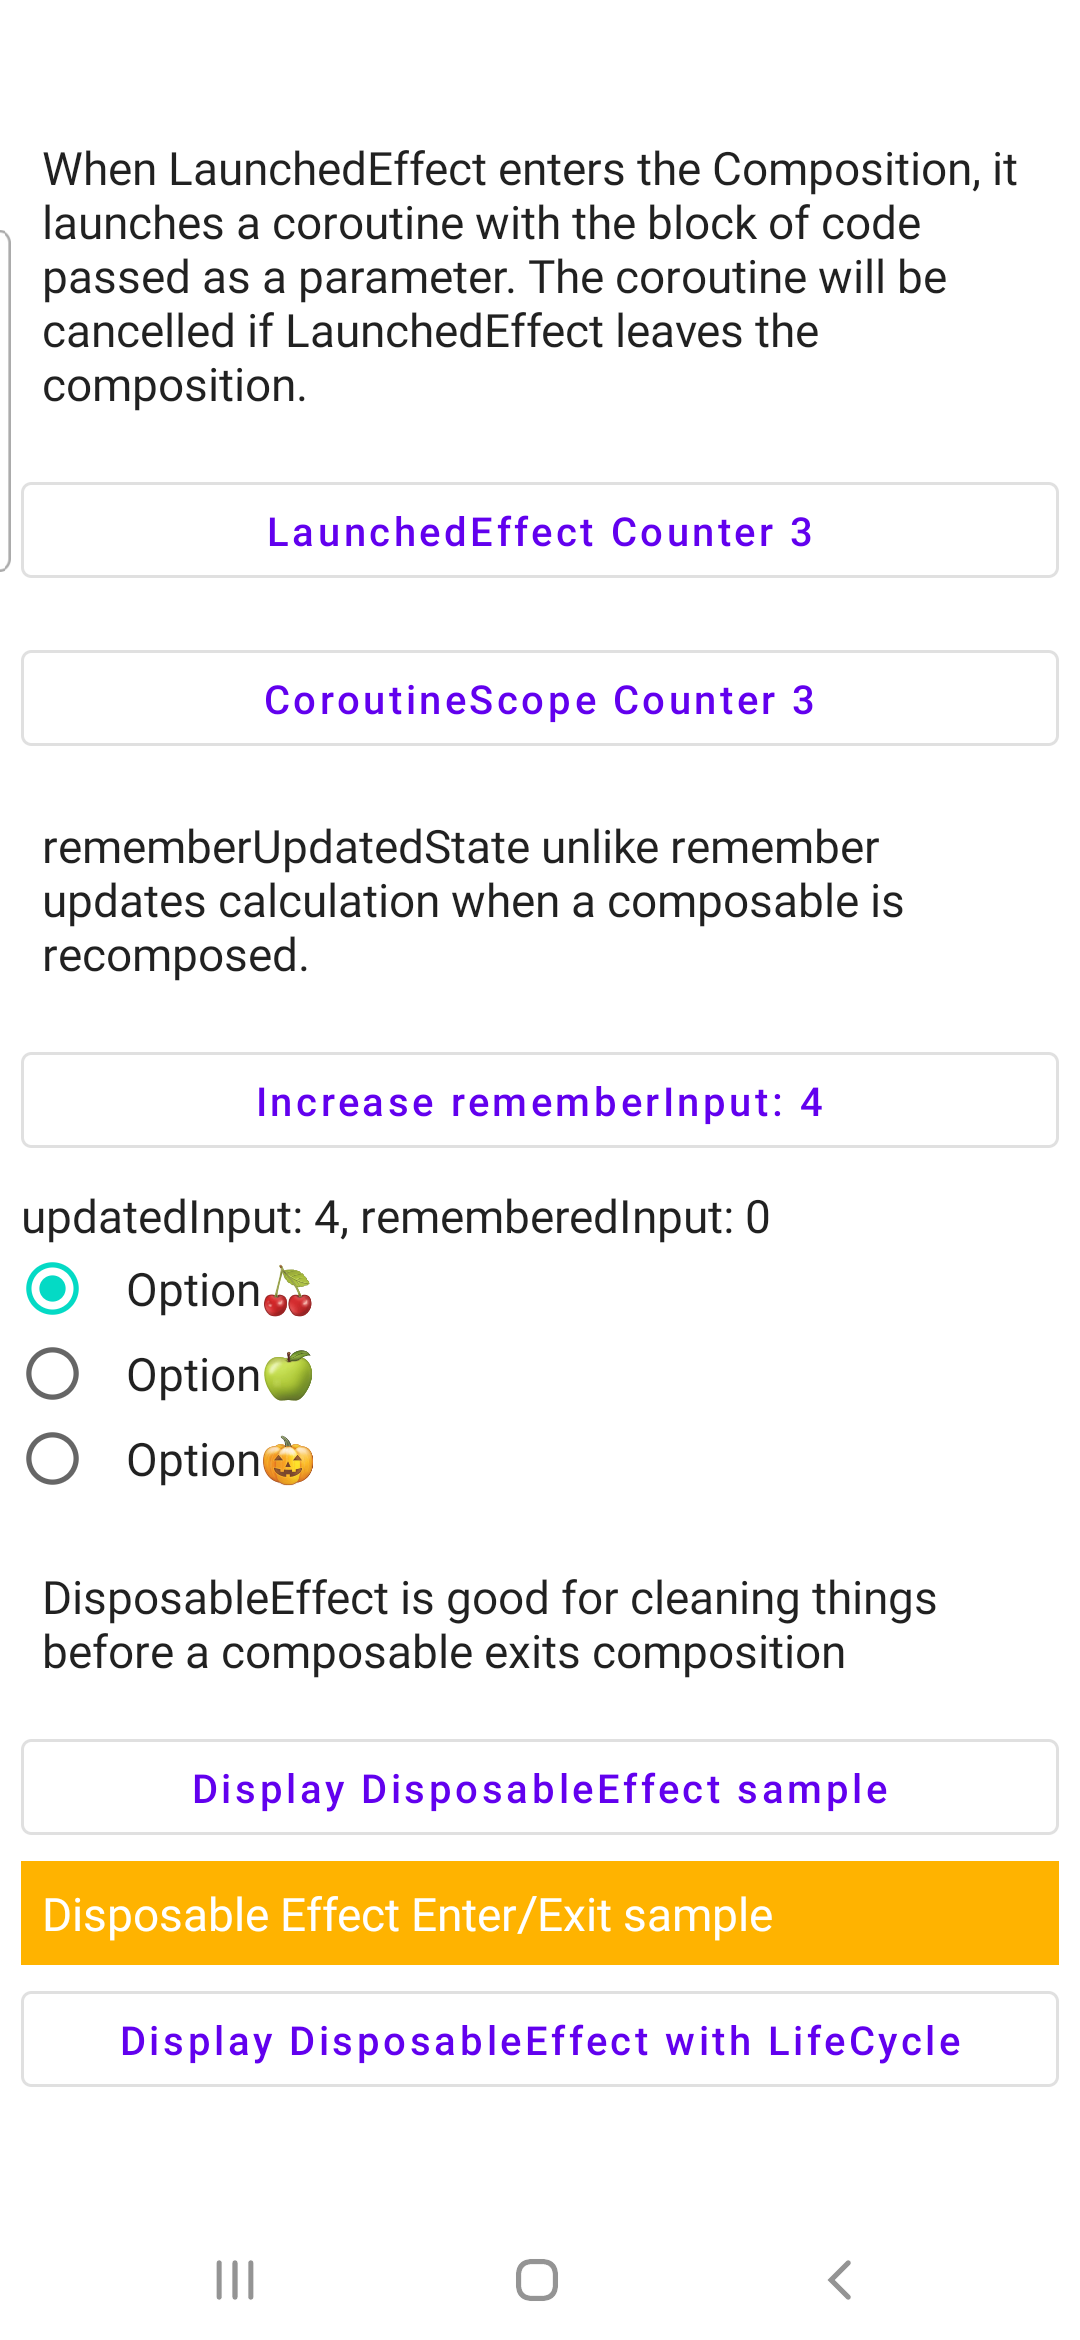 When LaunchedEffect enters the Composition, it
launches a coroutine with the block of code
passed as a parameter. The coroutine will be
cancelled if LaunchedEffect leaves the
composition.
LaunchedEffect Counter 3
CoroutineScope Counter 3
rememberUpdatedState unlike remember
updates calculation when a composable is
recomposed.
Increase rememberInput: 4
updatedInput: 4, rememberedInput: 0
Option🍒
Option🍏
Option🎃
DisposableEffect is good for cleaning things
before a composable exits composition
Display DisposableEffect sample
Disposable Effect Enter/Exit sample
Display DisposableEffect with LifeCycle